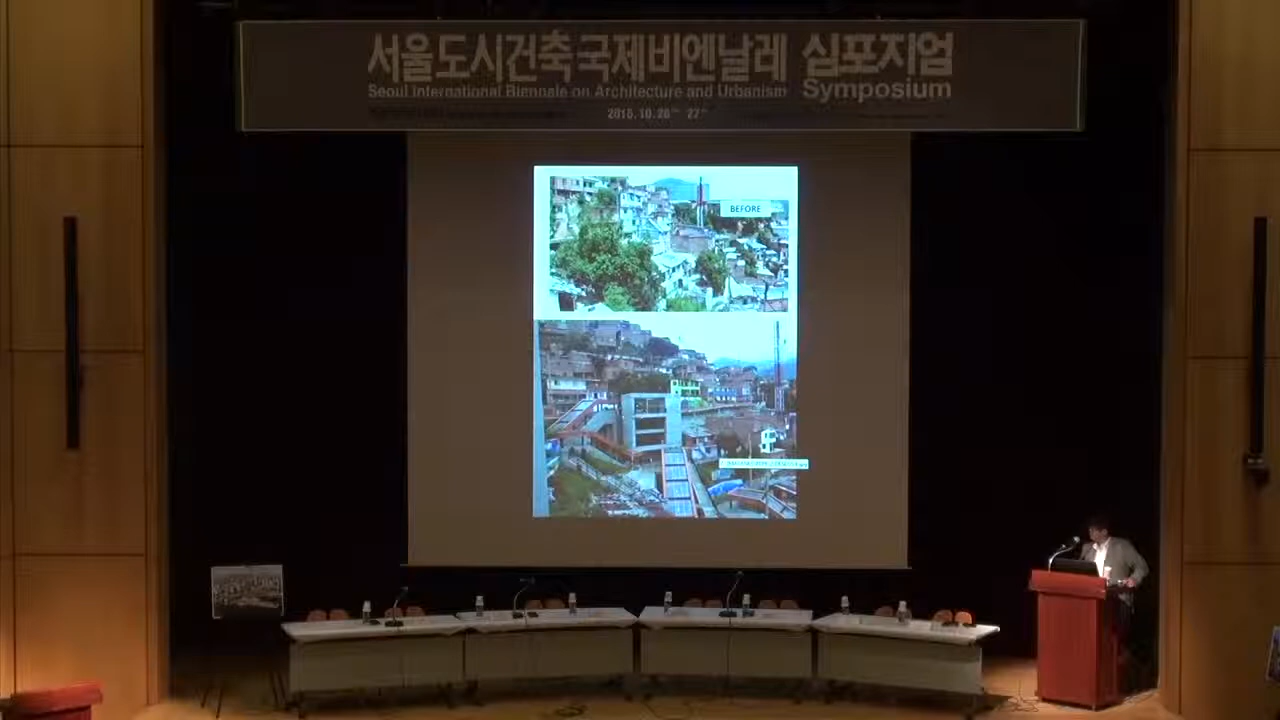 서울도시건축국제비엔날레 심포지엄
Seoul International Biennale on Architecture and Urbanism Symposium
BEFORE